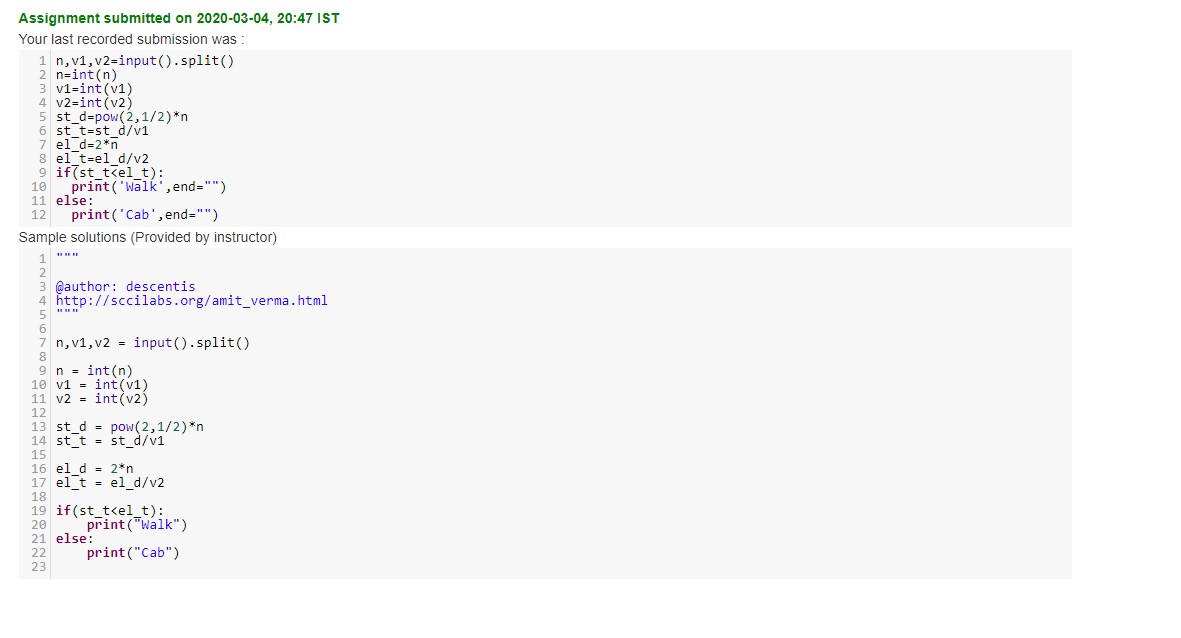 Assignment submitted on 2020-03-04, 20:47 IST
Your last recorded submission was :
1 n,v1,v2=input().split()
2 n=int(n)
3 v1=int(v1)
4 v2=int(v2)
5 st_d=pow(2,1/2)*n
6 st_t=st_d/v1
7 el_d=2*n
8 el_t=el_d/v2
9 if(st_t<el_t):
10   print('Walk',end="")
11 else:
12   print('Cab',end="")
Sample solutions (Provided by instructor)
1 """
2
3 @author: descentis
4 http://sccilabs.org/amit_verma.html
5 """
6
7 n,v1,v2 = input().split()
8
9 n = int(n)
10 v1 = int(v1)
11 v2 = int(v2)
12
13 st_d = pow(2,1/2)*n
14 st_t = st_d/v1
15
16 el_d = 2*n
17 el_t = el_d/v2
18
19 if(st_t<el_t):
20     print("Walk")
21 else:
22     print("Cab")
23